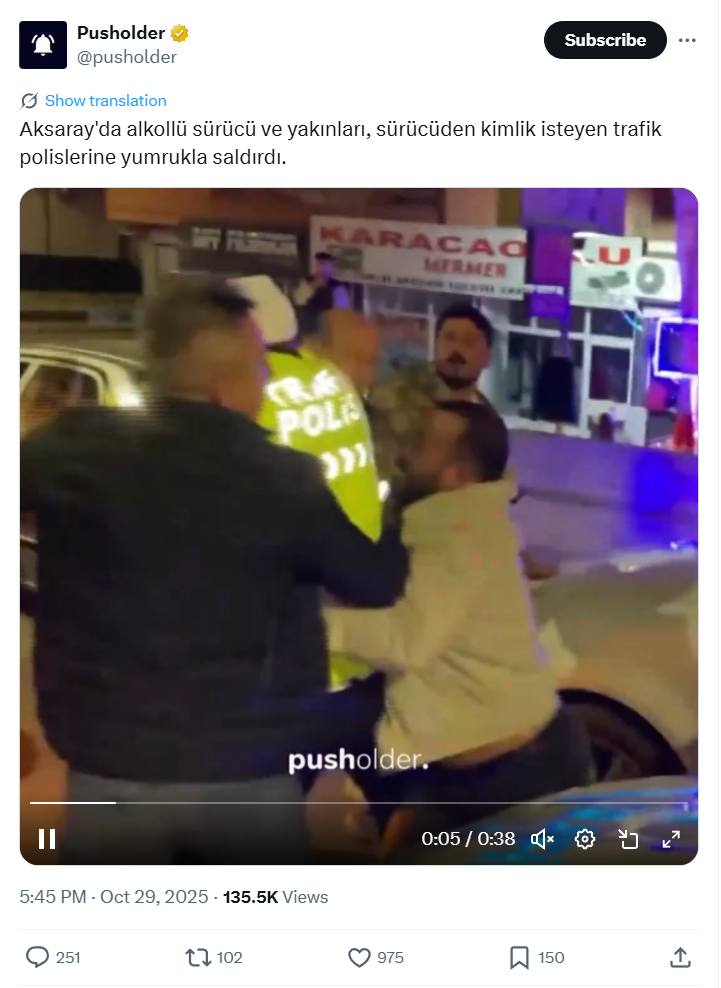 Pusholder
@pusholder
Subscribe
Show translation
Aksaray'da alkollü sürücü ve yakınları, sürücüden kimlik isteyen trafik
polislerine yumrukla saldırdı.
KARACAO
MERMER
U
POLİS
pusholder.
0:05 / 0:38
5:45 PM · Oct 29, 2025 · 135.5K Views
251
102
975
150